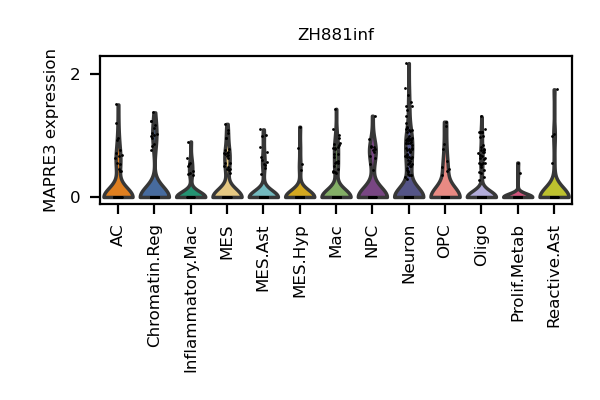 ZH881inf
MAPRE3 expression
2
0
AC
Chromatin.Reg
Inflammatory.Mac
MES
MES.Ast
MES.Hyp
Mac
NPC
Neuron
OPC
Oligo
Prolif.Metab
Reactive.Ast